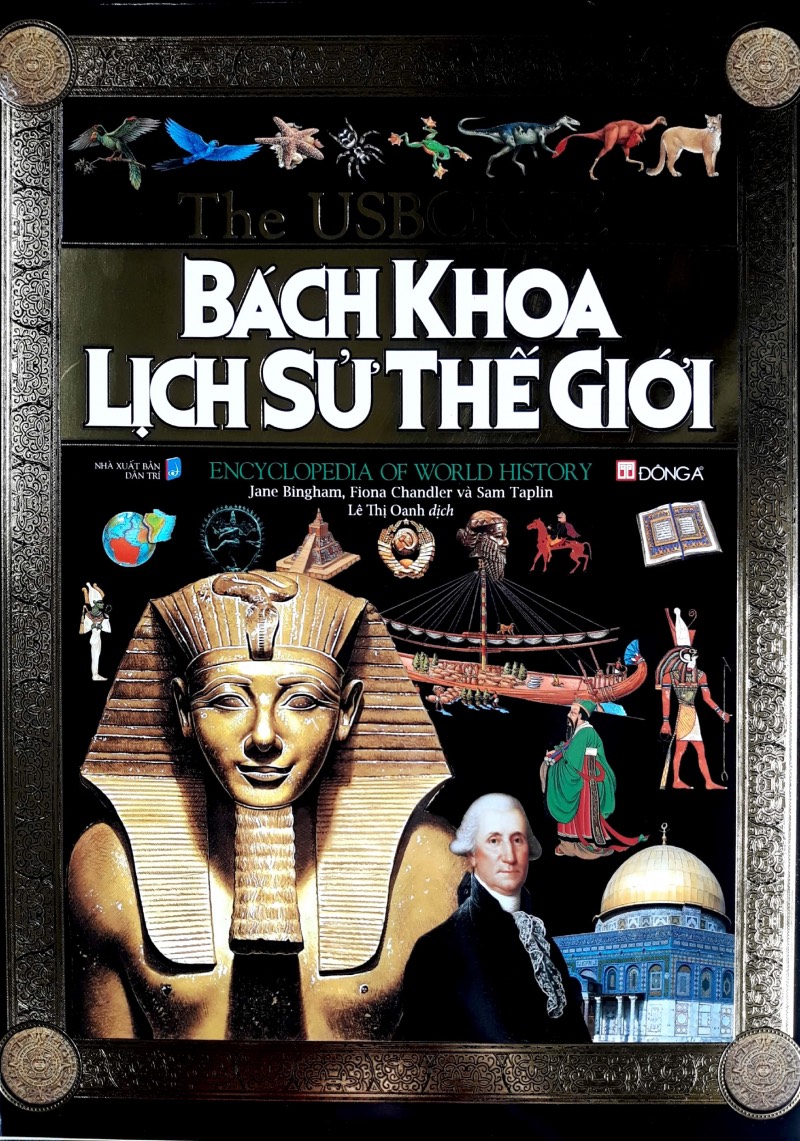 The USBORNE
BÁCH KHOA
LỊCH SỬ THẾ GIỚI
NHÀ XUẤT BẢN
DÂN TRÍ
ENCYCLOPEDIA OF WORLD HISTORY
ĐÔNG A
Jane Bingham, Fiona Chandler và Sam Taplin
Lê Thị Oanh dịch